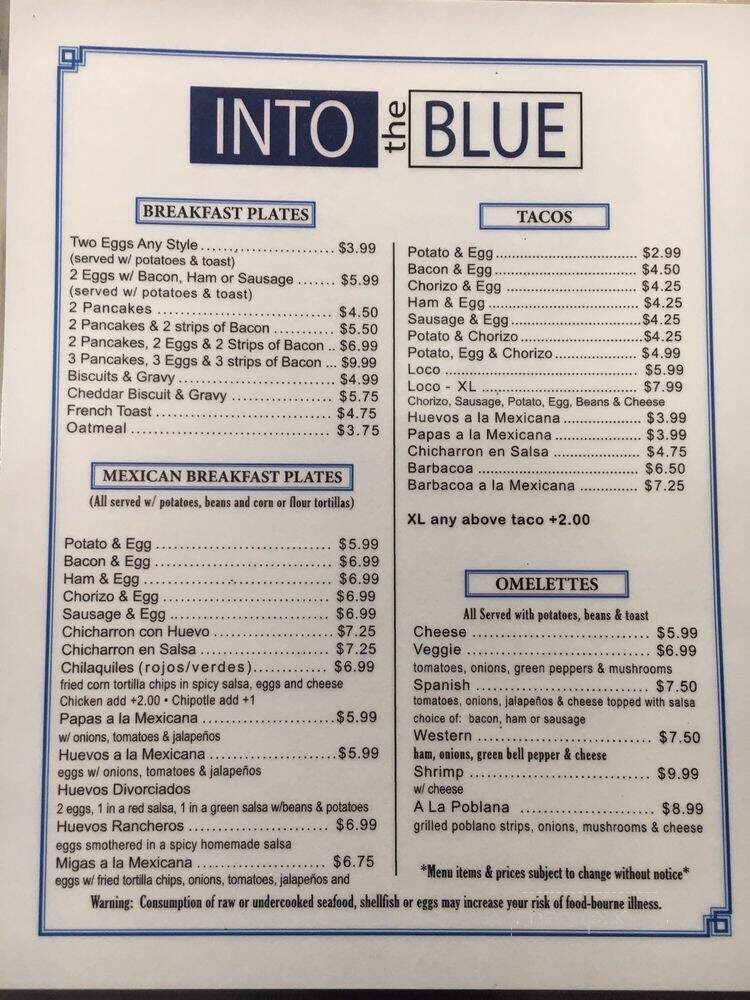 INTO the BLUE
BREAKFAST PLATES
Two Eggs Any Style ............... $3.99
(served w/ potatoes & toast)
2 Eggs w/ Bacon, Ham or Sausage ....... $5.99
(served w/ potatoes & toast)
2 Pancakes ....................... $4.50
2 Pancakes & 2 strips of Bacon ........... $5.50
2 Pancakes, 2 Eggs & 2 Strips of Bacon .. $6.99
3 Pancakes, 3 Eggs & 3 strips of Bacon ... $9.99
Biscuits & Gravy ..................... $4.99
Cheddar Biscuit & Gravy ............... $5.75
French Toast ........................ $4.75
Oatmeal ............................ $3.75
MEXICAN BREAKFAST PLATES
(All served w/ potatoes, beans and corn or flour tortillas)
Potato & Egg .......................... $5.99
Bacon & Egg .......................... $6.99
Ham & Egg ........................... $6.99
Chorizo & Egg ......................... $6.99
Sausage & Egg ........................ $6.99
Chicharron con Huevo .................. $7.25
Chicharron en Salsa .................... $7.25
Chilaquiles (rojos/verdes)............ $6.99
fried corn tortilla chips in spicy salsa, eggs and cheese
Chicken add +2.00 • Chipotle add +1
Papas a la Mexicana ....................$5.99
w/ onions, tomatoes & jalapeños
Huevos a la Mexicana ...................$5.99
eggs w/ onions, tomatoes & jalapeños
Huevos Divorciados
2 eggs, 1 in a red salsa, 1 in a green salsa w/beans & potatoes
Huevos Rancheros ..................... $6.99
eggs smothered in a spicy homemade salsa
Migas a la Mexicana ................... $6.75
eggs w/ fried tortilla chips, onions, tomatoes, jalapeños and
TACOS
Potato & Egg ............................... $2.99
Bacon & Egg ............................... $4.50
Chorizo & Egg ............................ $4.25
Ham & Egg ................................ $4.25
Sausage & Egg ............................$4.25
Potato & Chorizo ..........................$4.25
Potato, Egg & Chorizo .................. $4.99
Loco ....................................... $5.99
Loco - XL ................................. $7.99
Chorizo, Sausage, Potato, Egg, Beans & Cheese
Huevos a la Mexicana ................. $3.99
Papas a la Mexicana ................... $3.99
Chicharron en Salsa .................. $4.75
Barbacoa .................................. $6.50
Barbacoa a la Mexicana .............. $7.25
XL any above taco +2.00
OMELETTES
All Served with potatoes, beans & toast
Cheese ........................... $5.99
Veggie ............................ $6.99
tomatoes, onions, green peppers & mushrooms
Spanish .......................... $7.50
tomatoes, onions, jalapeños & cheese topped with salsa
choice of: bacon, ham or sausage
Western .......................... $7.50
ham, onions, green bell pepper & cheese
Shrimp ........................... $9.99
w/ cheese
A La Poblana .................... $8.99
grilled poblano strips, onions, mushrooms & cheese
*Menu items & prices subject to change without notice*
Warning: Consumption of raw or undercooked seafood, shellfish or eggs may increase your risk of food-bourne illness.